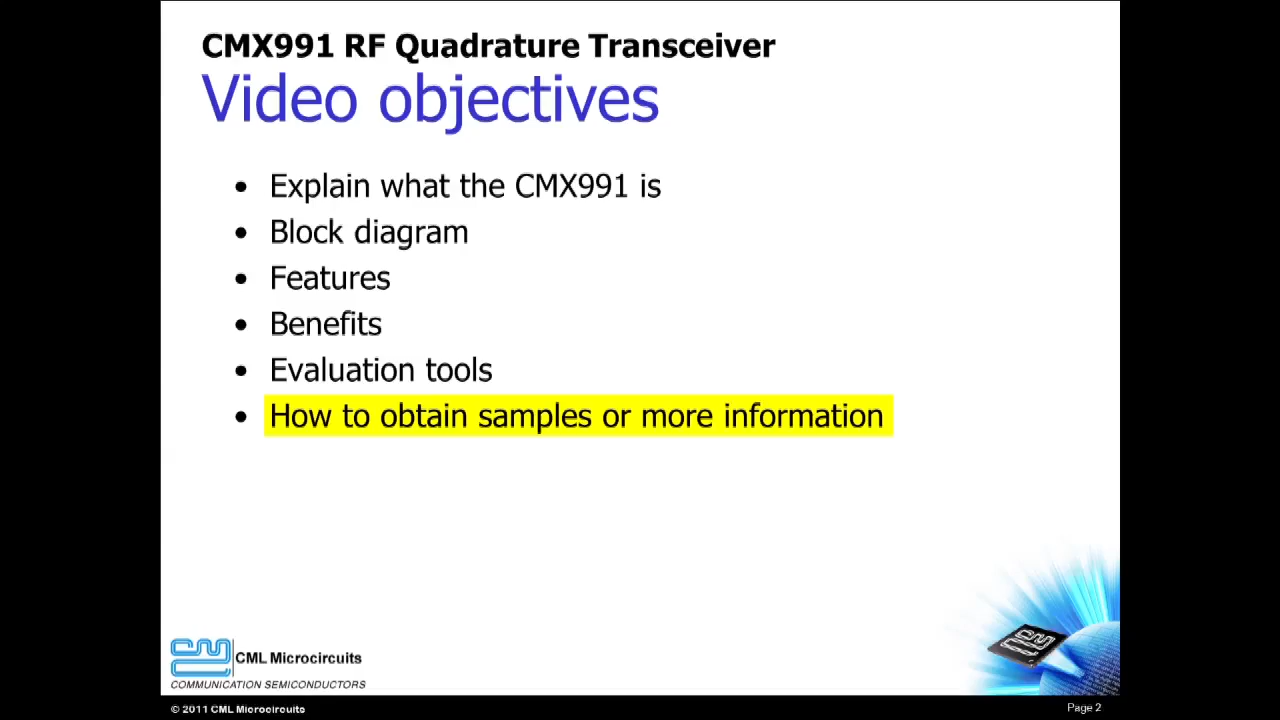 CMX991 RF Quadrature Transceiver
Video objectives
• Explain what the CMX991 is
• Block diagram
• Features
• Benefits
• Evaluation tools
• How to obtain samples or more information
CML Microcircuits
COMMUNICATION SEMICONDUCTORS
© 2011 CML Microcircuits
Page 2